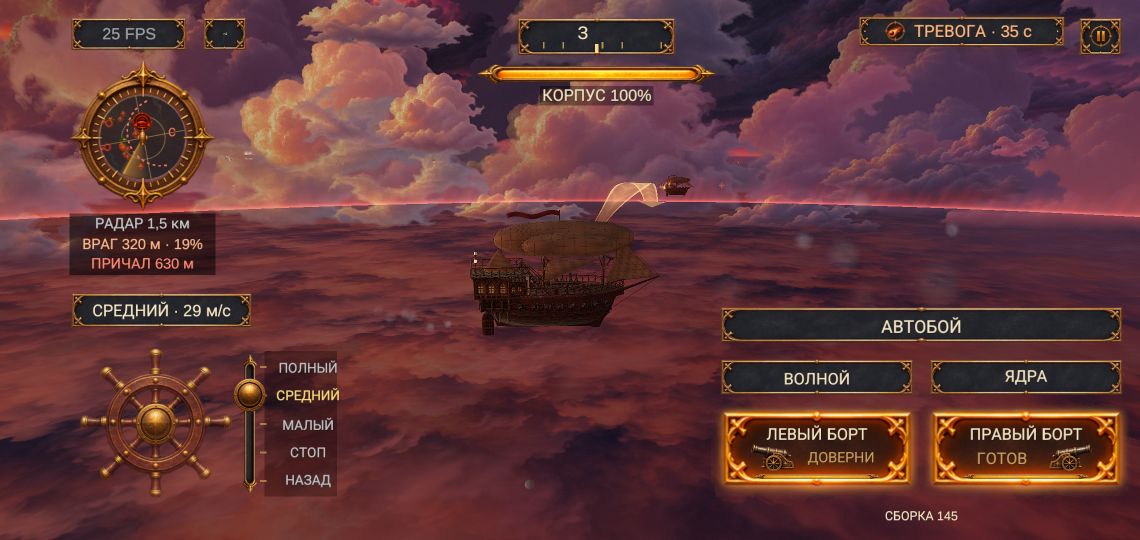 25 FPS
3
ТРЕВОГА · 35 с
КОРПУС 100%
С
РАДАР 1,5 км
ВРАГ 320 м · 19%
ПРИЧАЛ 630 м
СРЕДНИЙ · 29 м/с
ПОЛНЫЙ
СРЕДНИЙ
МАЛЫЙ
СТОП
НАЗАД
АВТОБОЙ
ВОЛНОЙ
ЯДРА
ЛЕВЫЙ БОРТ
ДОВЕРНИ
ПРАВЫЙ БОРТ
ГОТОВ
СБОРКА 145